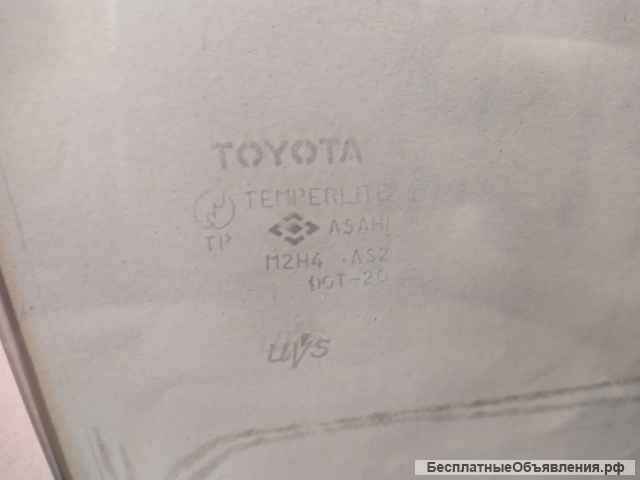 TOYOTA
TEMPERLITE
TP ASAHI
M2H4 AS2
DOT-20
UVS
БесплатныеОбъявления.рф